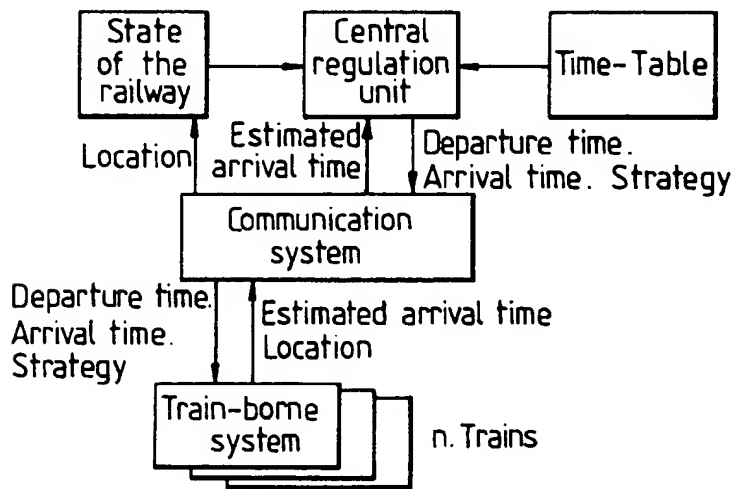 State
of the
railway
Central
regulation
unit
Time-Table
Location
Estimated
arrival time
Departure time.
Arrival time. Strategy
Communication
system
Departure time.
Arrival time.
Strategy
Estimated arrival time
Location
Train-borne
system
n. Trains